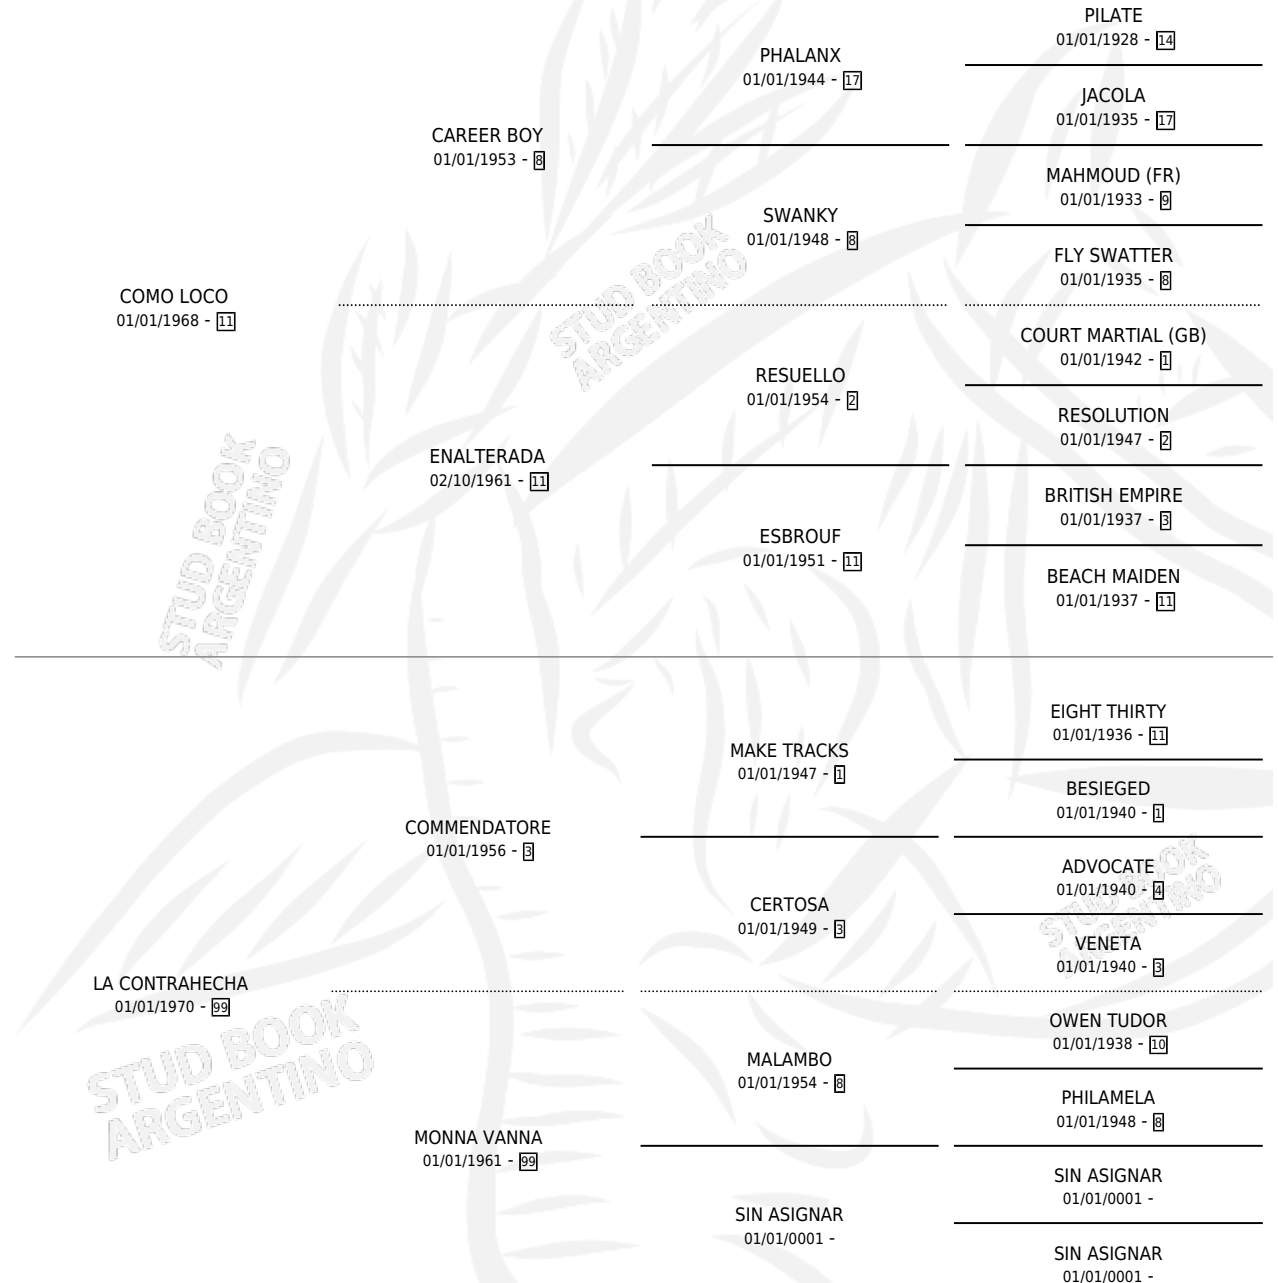 PILATE
01/01/1928 - 14
PHALANX
01/01/1944 - 17
JACOLA
01/01/1935 - 17
CAREER BOY
01/01/1953 - 8
MAHMOUD (FR)
01/01/1933 - 9
SWANKY
01/01/1948 - 8
FLY SWATTER
01/01/1935 - 8
COMO LOCO
01/01/1968 - 11
COURT MARTIAL (GB)
01/01/1942 - 1
RESUELLO
01/01/1954 - 2
RESOLUTION
01/01/1947 - 2
ENALTERADA
02/10/1961 - 11
BRITISH EMPIRE
01/01/1937 - 3
ESBROUF
01/01/1951 - 11
BEACH MAIDEN
01/01/1937 - 11
EIGHT THIRTY
01/01/1936 - 11
MAKE TRACKS
01/01/1947 - 1
BESIEGED
01/01/1940 - 1
COMMENDATORE
01/01/1956 - 3
ADVOCATE
01/01/1940 - 4
CERTOSA
01/01/1949 - 3
VENETA
01/01/1940 - 3
LA CONTRAHECHA
01/01/1970 - 99
OWEN TUDOR
01/01/1938 - 10
MALAMBO
01/01/1954 - 8
PHILAMELA
01/01/1948 - 8
MONNA VANNA
01/01/1961 - 99
SIN ASIGNAR
01/01/0001 -
SIN ASIGNAR
01/01/0001 -
SIN ASIGNAR
01/01/0001 -
STUD BOOK
ARGENTINO
STUD BOOK
ARGENTINO
STUD BOOK
ARGENTINO
STUD BOOK
ARGENTINO